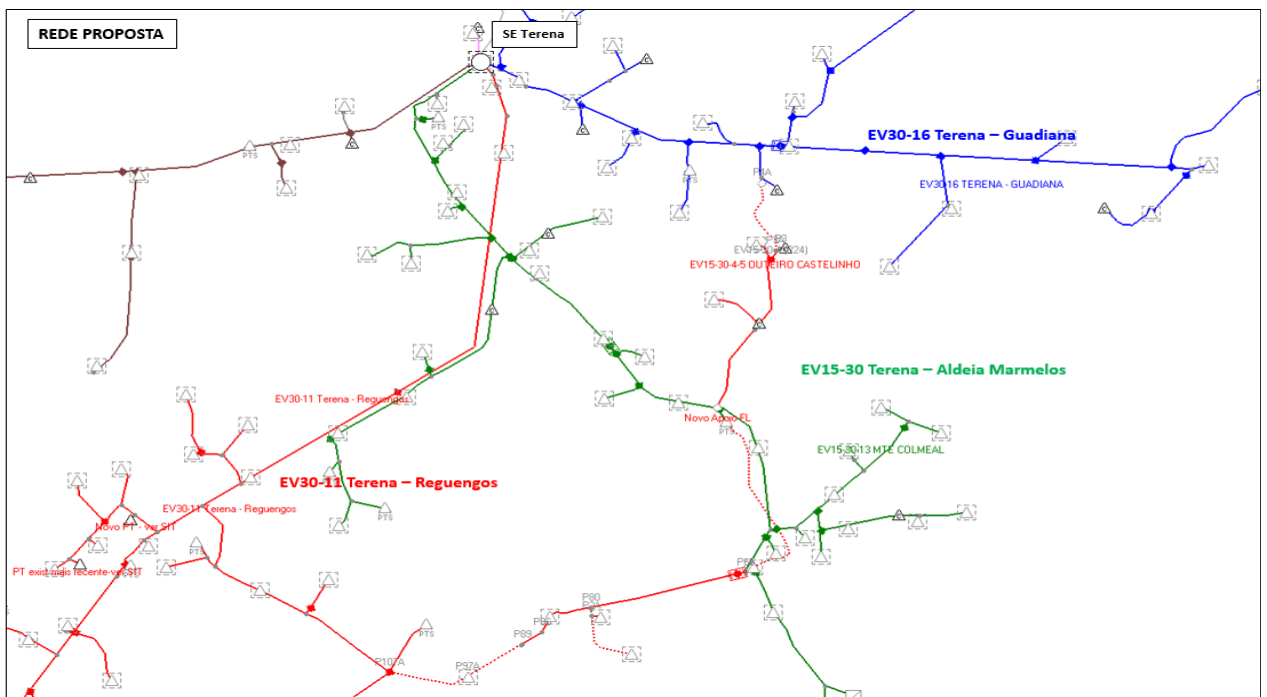 REDE PROPOSTA
SE Terena
PTS
PTS
EV30-16 Terena – Guadiana
PTS
EV30-16 TERENA - GUADIANA
EV15-30-4-5 OUTEIRO CASTELINHO
EV15-30 Terena – Aldeia Marmelos
EV30-11 Terena - Reguengos
Novo Apoio FL
PTS
EV15-30-13 MTE COLMEAL
EV30-11 Terena – Reguengos
PTS
EV30-11 Terena - Reguengos
Novo PT - ver SIT
PTS
PT exist mais recente-ver SIT
P80
P89
PTS
P107A
P97A